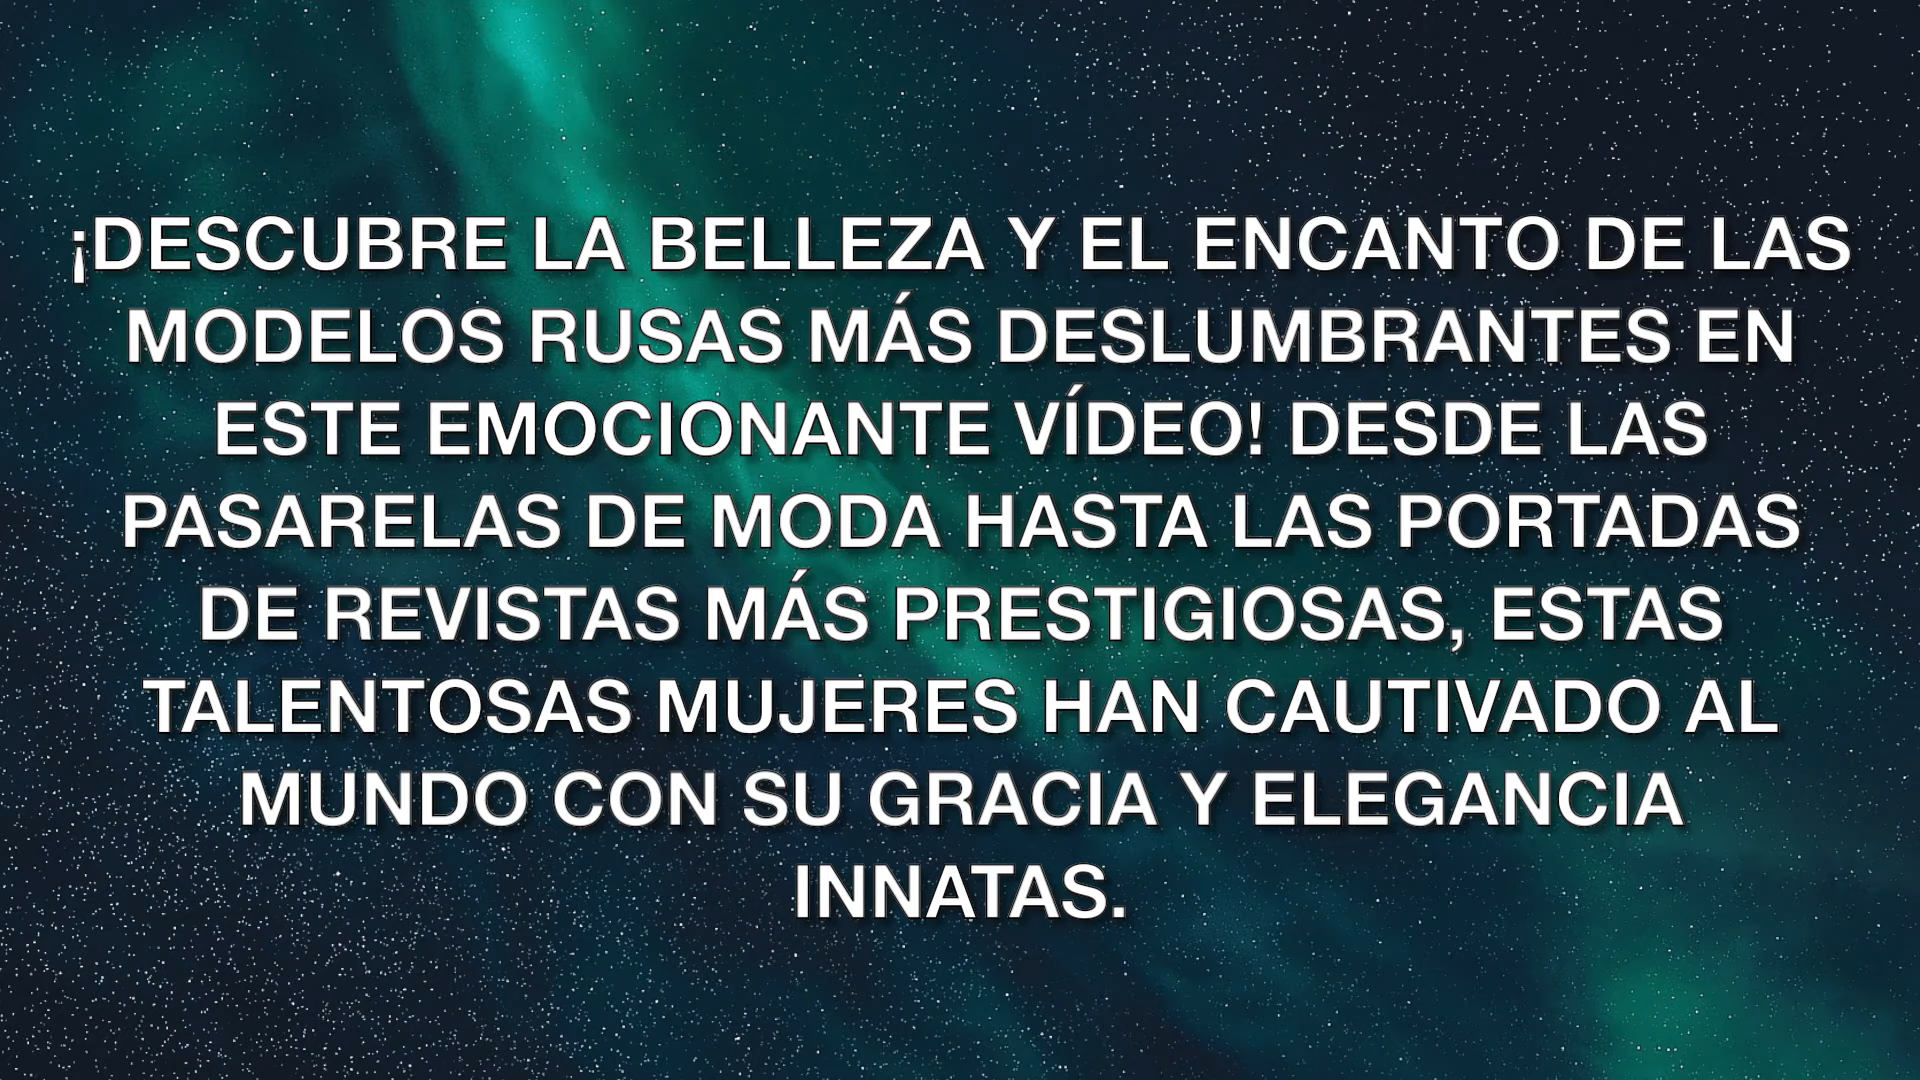 ¡DESCUBRE LA BELLEZA Y EL ENCANTO DE LAS
MODELOS RUSAS MÁS DESLUMBRANTES EN
ESTE EMOCIONANTE VÍDEO! DESDE LAS
PASARELAS DE MODA HASTA LAS PORTADAS
DE REVISTAS MÁS PRESTIGIOSAS, ESTAS
TALENTOSAS MUJERES HAN CAUTIVADO AL
MUNDO CON SU GRACIA Y ELEGANCIA
INNATAS.